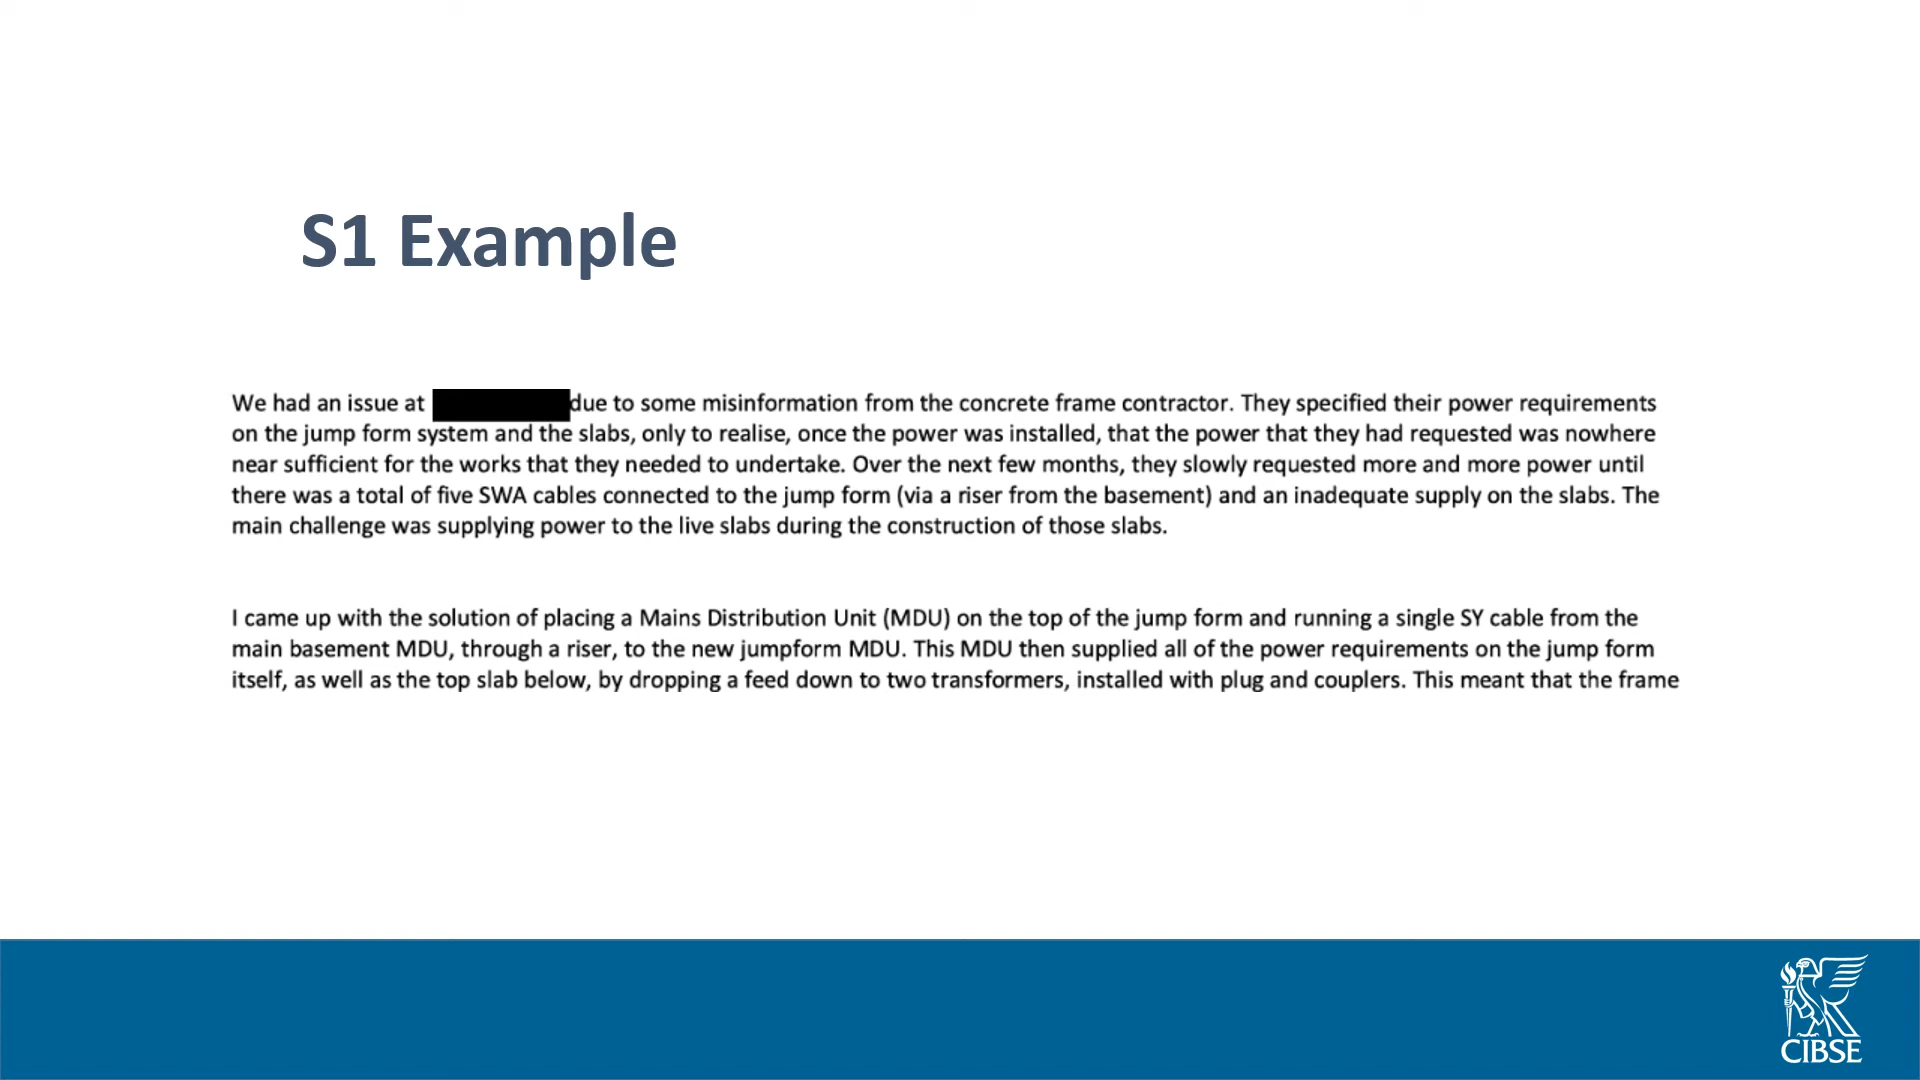 S1 Example
We had an issue at due to some misinformation from the concrete frame contractor. They specified their power requirements
on the jump form system and the slabs, only to realise, once the power was installed, that the power that they had requested was nowhere
near sufficient for the works that they needed to undertake. Over the next few months, they slowly requested more and more power until
there was a total of five SWA cables connected to the jump form (via a riser from the basement) and an inadequate supply on the slabs. The
main challenge was supplying power to the live slabs during the construction of those slabs.
I came up with the solution of placing a Mains Distribution Unit (MDU) on the top of the jump form and running a single SY cable from the
main basement MDU, through a riser, to the new jumpform MDU. This MDU then supplied all of the power requirements on the jump form
itself, as well as the top slab below, by dropping a feed down to two transformers, installed with plug and couplers. This meant that the frame
CIBSE